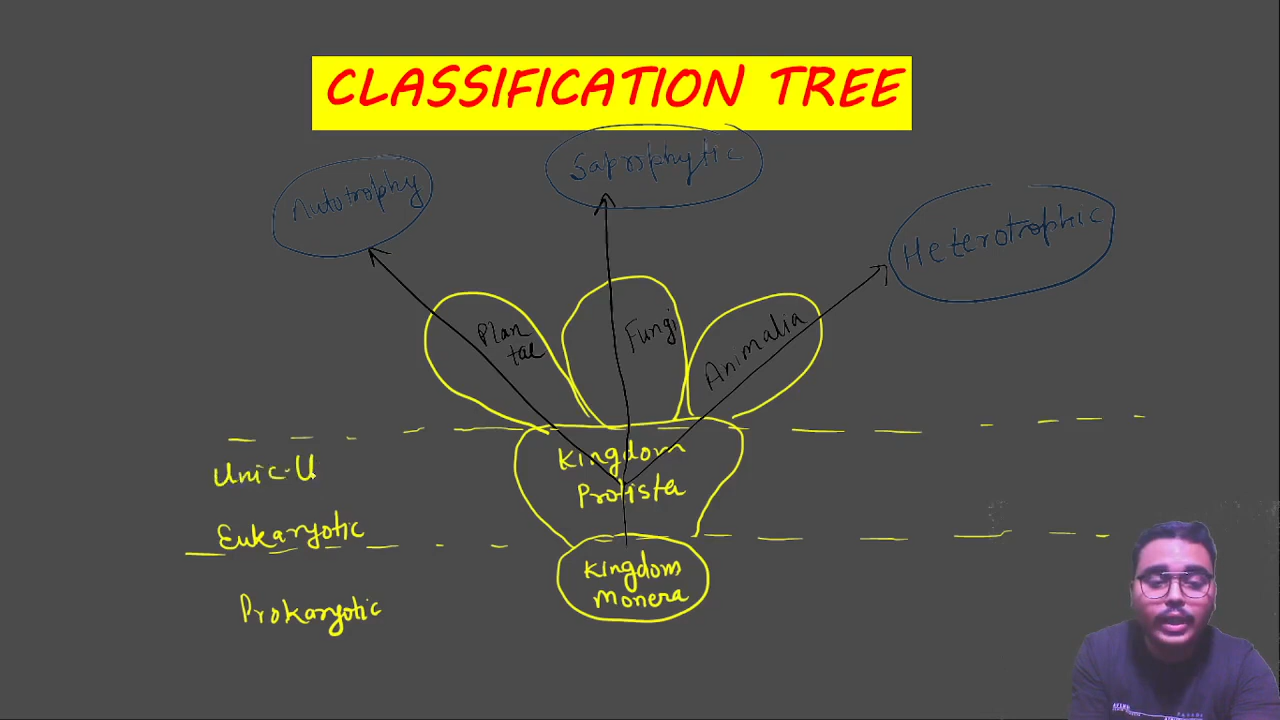 CLASSIFICATION TREE
Saprophytic
Autotrophy
Heterotrophic
Plan
tae
Fungi
Animalia
Kingdom
Protista
Unic-U
Eukaryotic
Kingdom
Monera
Prokaryotic